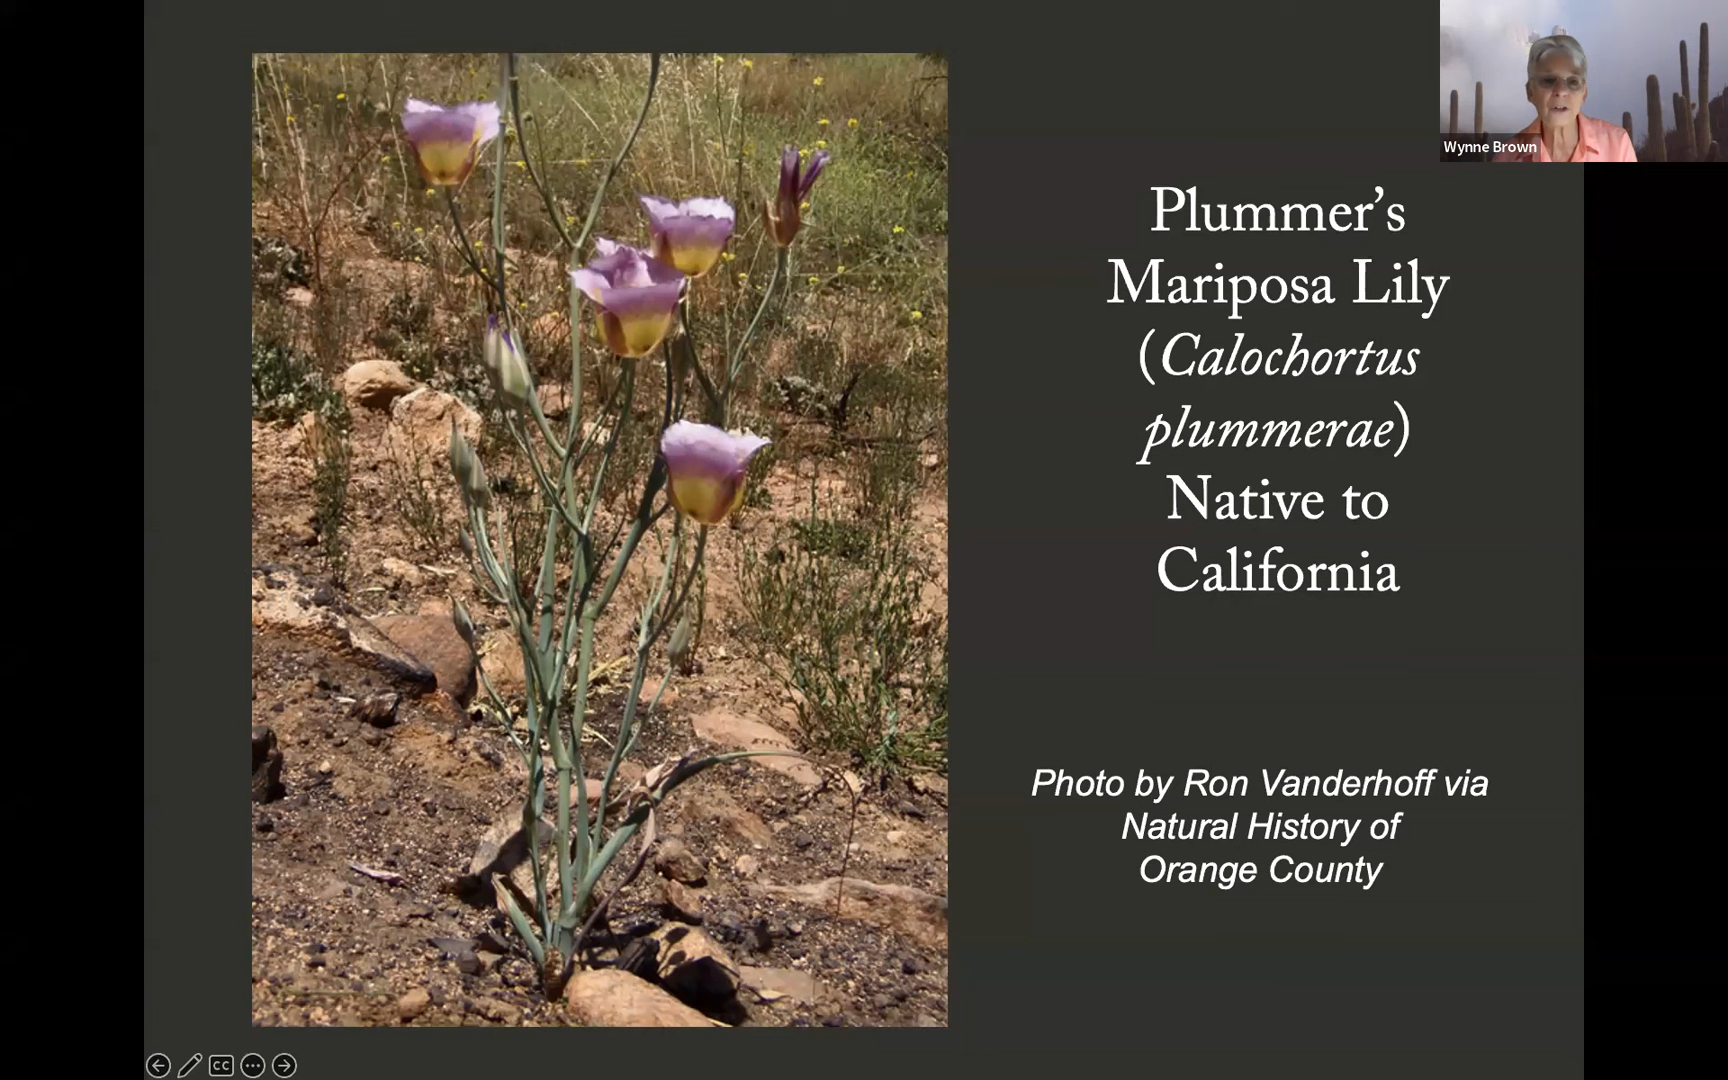 Wynne Brown
Plummer’s
Mariposa Lily
(Calochortus
plummerae)
Native to
California
Photo by Ron Vanderhoff via
Natural History of
Orange County
CC